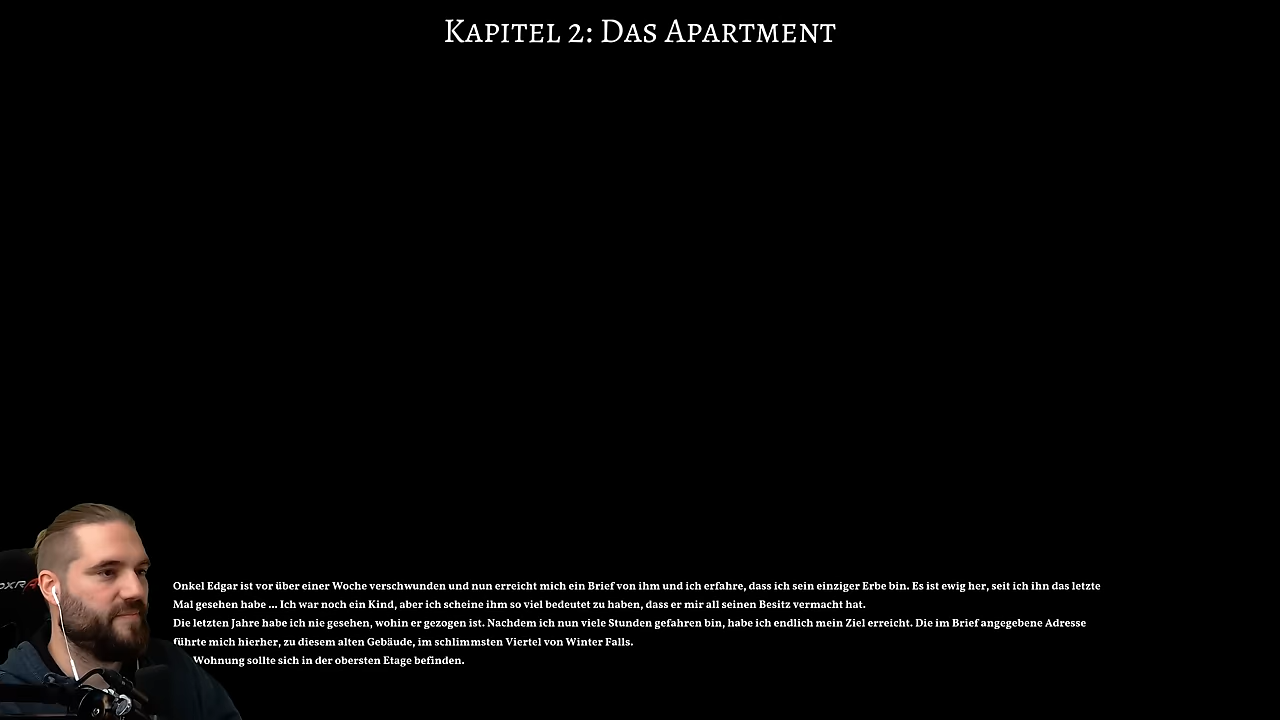 Kapitel 2: Das Apartment
Onkel Edgar ist vor über einer Woche verschwunden und nun erreicht mich ein Brief von ihm und ich erfahre, dass ich sein einziger Erbe bin. Es ist ewig her, seit ich ihn das letzte
Mal gesehen habe ... Ich war noch ein Kind, aber ich scheine ihm so viel bedeutet zu haben, dass er mir all seinen Besitz vermacht hat.
Die letzten Jahre habe ich nie gesehen, wohin er gezogen ist. Nachdem ich nun viele Stunden gefahren bin, habe ich endlich mein Ziel erreicht. Die im Brief angegebene Adresse
führte mich hierher, zu diesem alten Gebäude, im schlimmsten Viertel von Winter Falls.
Wohnung sollte sich in der obersten Etage befinden.